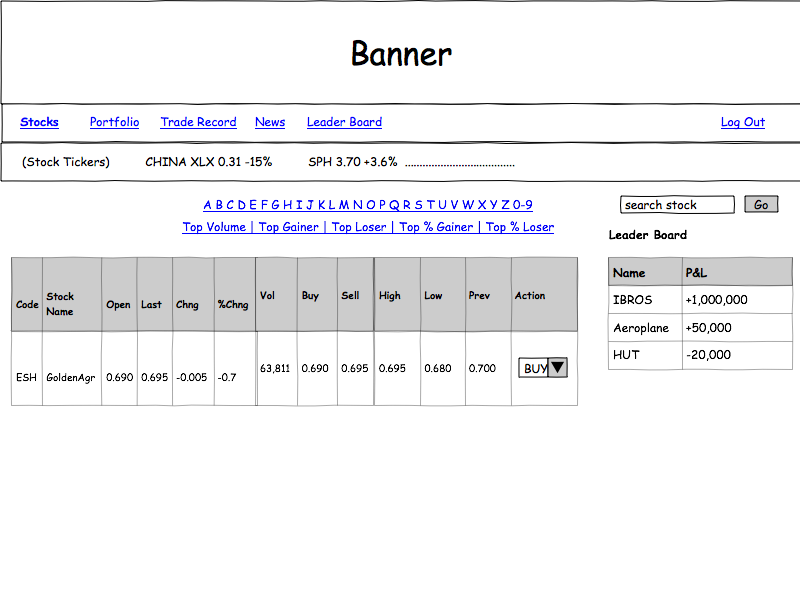 Banner
Stocks Portfolio Trade Record News Leader Board Log Out
(Stock Tickers) CHINA XLX 0.31 -15% SPH 3.70 +3.6% .....................................
A B C D E F G H I J K L M N O P Q R S T U V W X Y Z 0-9
search stock Go
Top Volume | Top Gainer | Top Loser | Top % Gainer | Top % Loser
Leader Board
Code Stock Name Open Last Chng %Chng Vol Buy Sell High Low Prev Action
ESH GoldenAgr 0.690 0.695 -0.005 -0.7 63,811 0.690 0.695 0.695 0.680 0.700 BUY
Name P&L
IBROS +1,000,000
Aeroplane +50,000
HUT -20,000